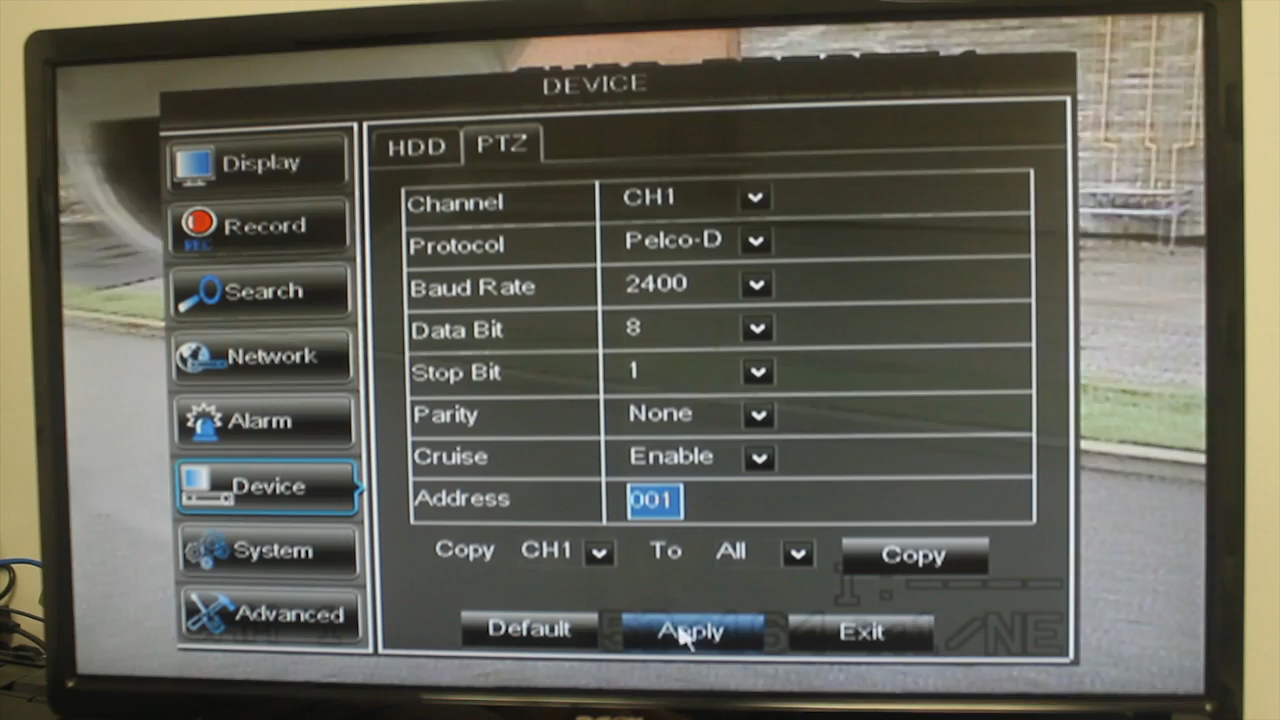 DEVICE
Display
Record
REC
Search
Network
Alarm
Device
System
Advanced
HDD PTZ
Channel CH1
Protocol Pelco-D
Baud Rate 2400
Data Bit 8
Stop Bit 1
Parity None
Cruise Enable
Address 001
Copy CH1 To All Copy
Default Apply Exit